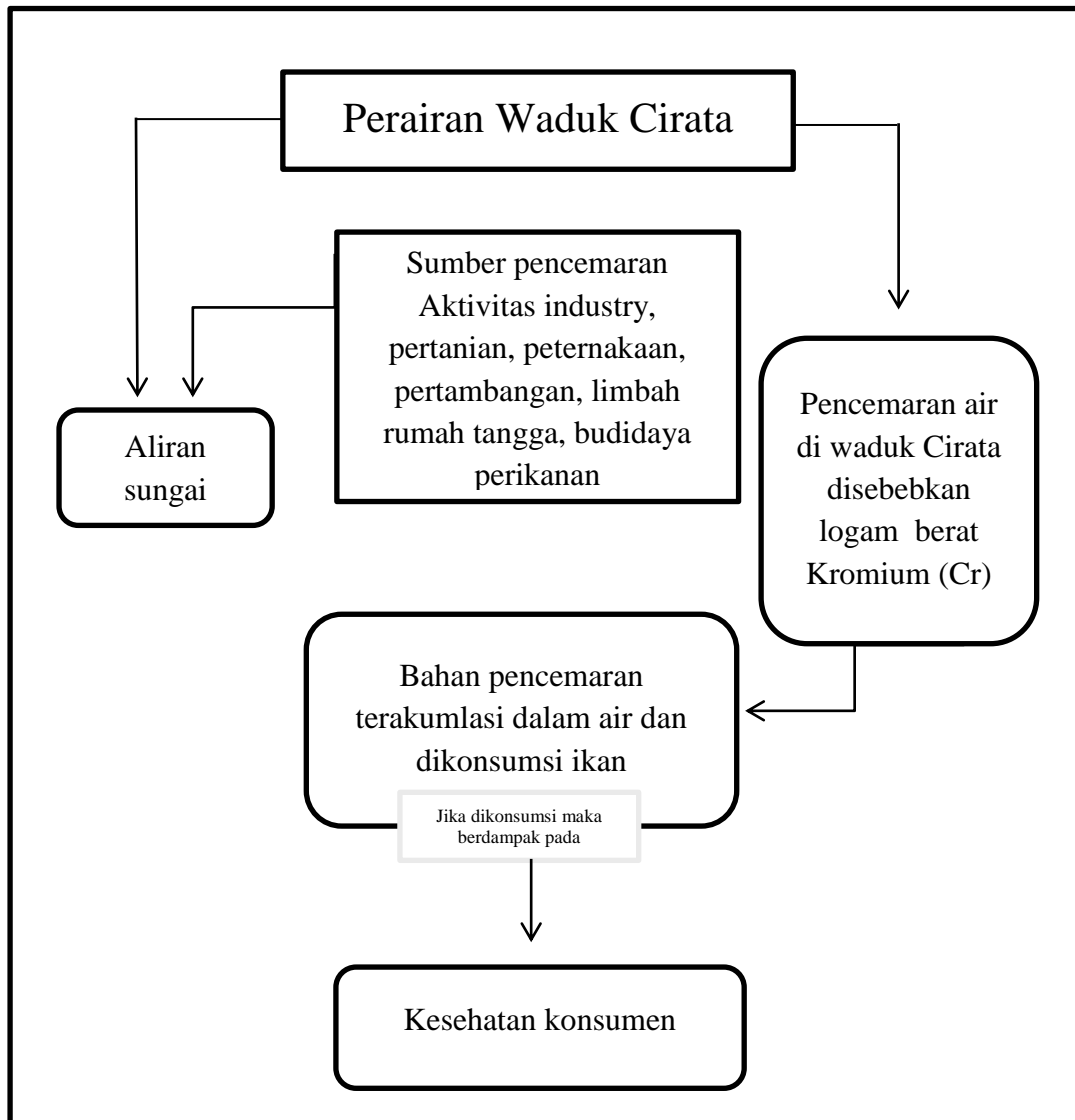 Perairan Waduk Cirata
Sumber pencemaran
Aktivitas industry,
pertanian, peternakaan,
pertambangan, limbah
rumah tangga, budidaya
perikanan
Aliran
sungai
Pencemaran air
di waduk Cirata
disebebkan
logam berat
Kromium (Cr)
Bahan pencemaran
terakumlasi dalam air dan
dikonsumsi ikan
Jika dikonsumsi maka
berdampak pada
Kesehatan konsumen